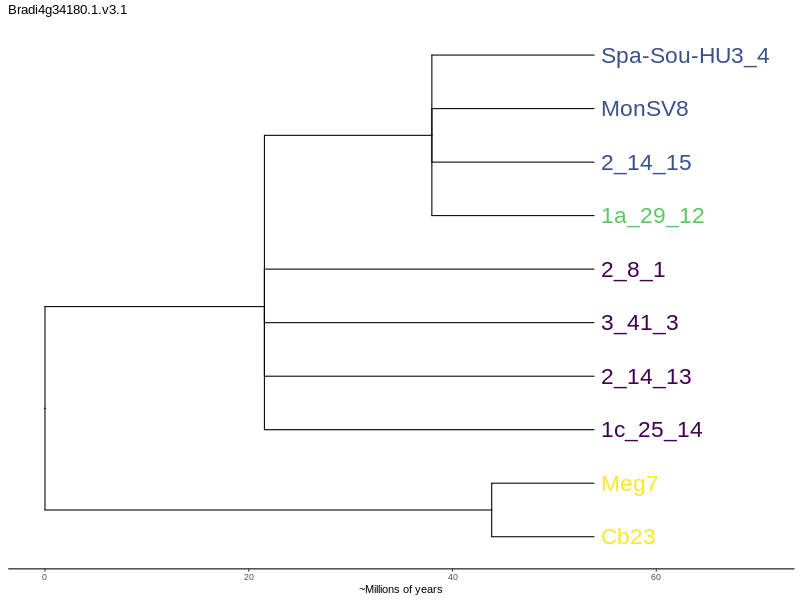 Bradi4g34180.1.v3.1
Spa-Sou-HU3_4
MonSV8
2_14_15
1a_29_12
2_8_1
3_41_3
2_14_13
1c_25_14
Meg7
Cb23
0 20 40 60
~Millions of years